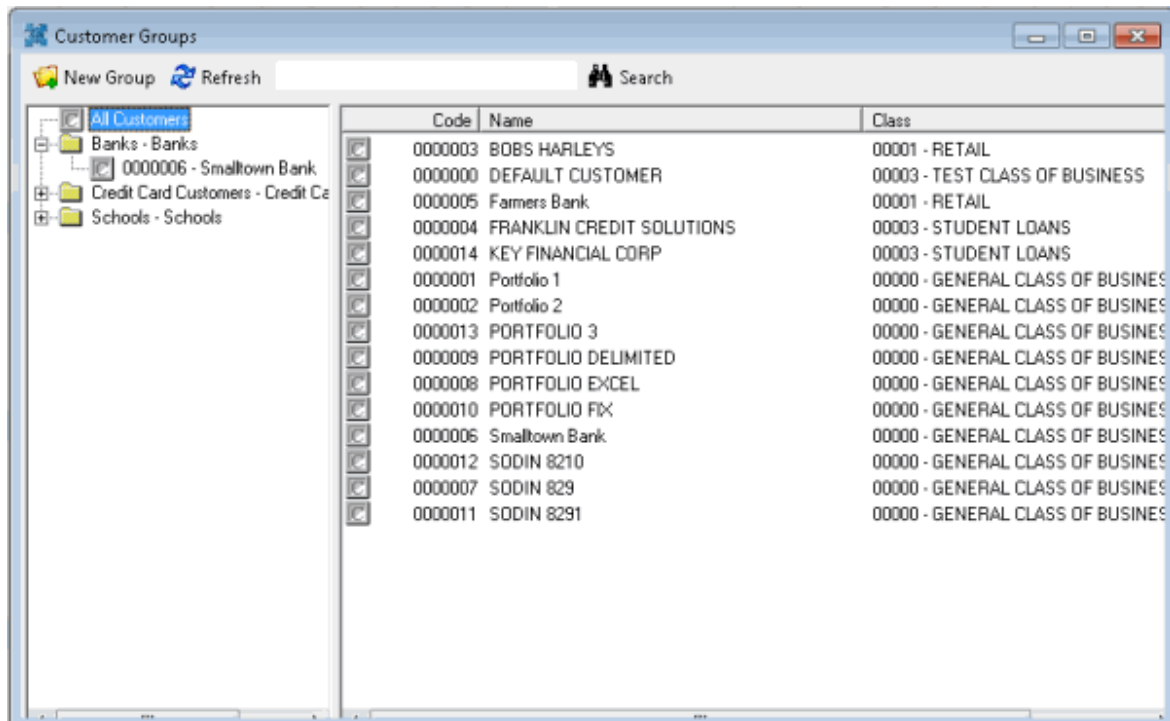 Customer Groups
New Group Refresh Search
All Customers
Banks - Banks
0000006 - Smalltown Bank
Credit Card Customers - Credit Ca
Schools - Schools
Code Name Class
0000003 BOBS HARLEYS 00001 - RETAIL
0000000 DEFAULT CUSTOMER 00003 - TEST CLASS OF BUSINESS
0000005 Farmers Bank 00001 - RETAIL
0000004 FRANKLIN CREDIT SOLUTIONS 00003 - STUDENT LOANS
0000014 KEY FINANCIAL CORP 00003 - STUDENT LOANS
0000001 Portfolio 1 00000 - GENERAL CLASS OF BUSINES
0000002 Portfolio 2 00000 - GENERAL CLASS OF BUSINES
0000013 PORTFOLIO 3 00000 - GENERAL CLASS OF BUSINES
0000009 PORTFOLIO DELIMITED 00000 - GENERAL CLASS OF BUSINES
0000008 PORTFOLIO EXCEL 00000 - GENERAL CLASS OF BUSINES
0000010 PORTFOLIO FIX 00000 - GENERAL CLASS OF BUSINES
0000006 Smalltown Bank 00000 - GENERAL CLASS OF BUSINES
0000012 SODIN 8210 00000 - GENERAL CLASS OF BUSINES
0000007 SODIN 829 00000 - GENERAL CLASS OF BUSINES
0000011 SODIN 8291 00000 - GENERAL CLASS OF BUSINES